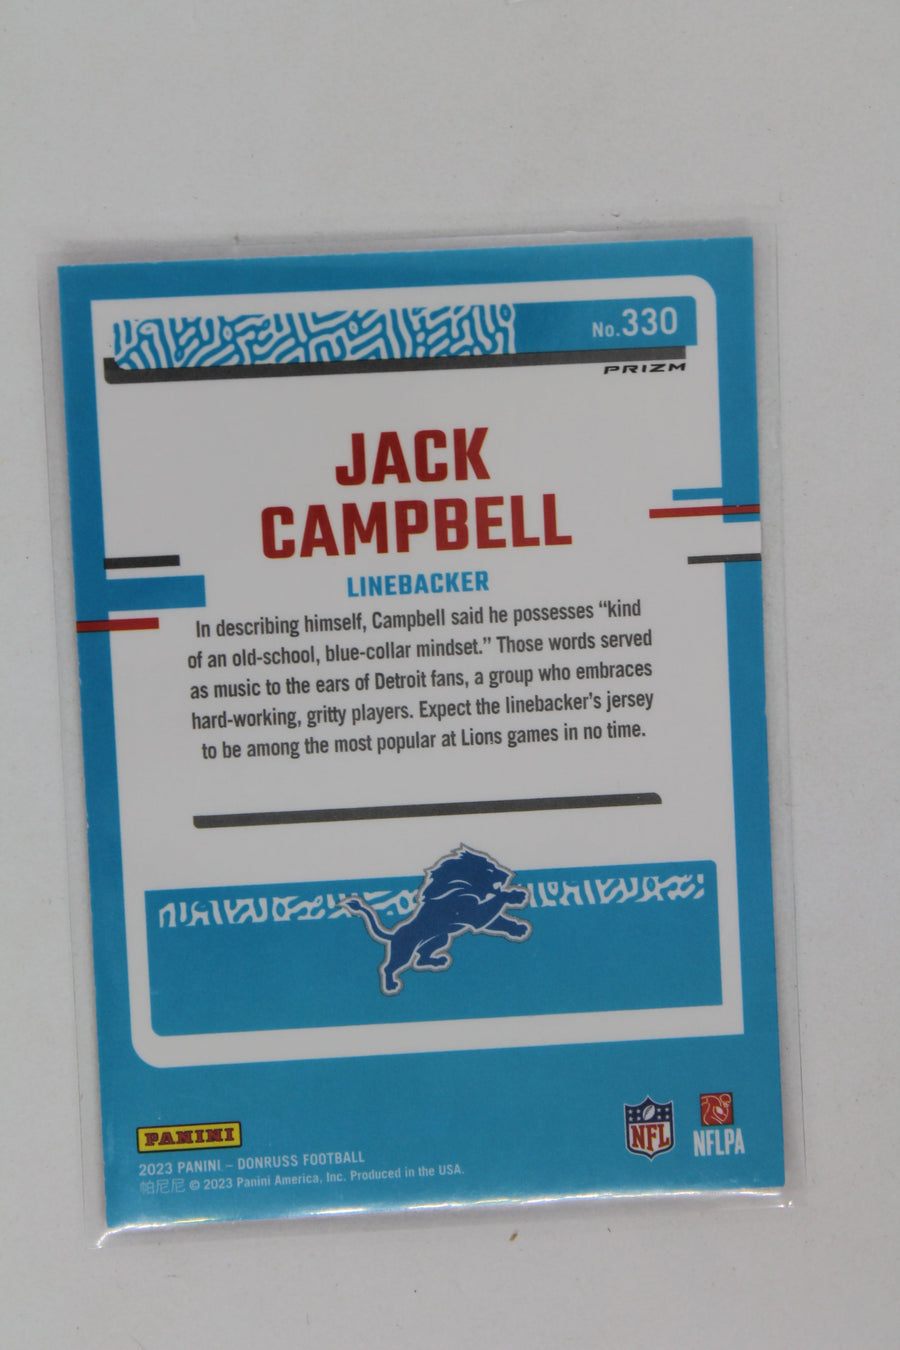 No.330
PRIZM
JACK
CAMPBELL
LINEBACKER
In describing himself, Campbell said he possesses “kind
of an old-school, blue-collar mindset.” Those words served
as music to the ears of Detroit fans, a group who embraces
hard-working, gritty players. Expect the linebacker’s jersey
to be among the most popular at Lions games in no time.
PANINI
2023 PANINI – DONRUSS FOOTBALL
帕尼尼 © 2023 Panini America, Inc. Produced in the USA.
NFL
NFLPA